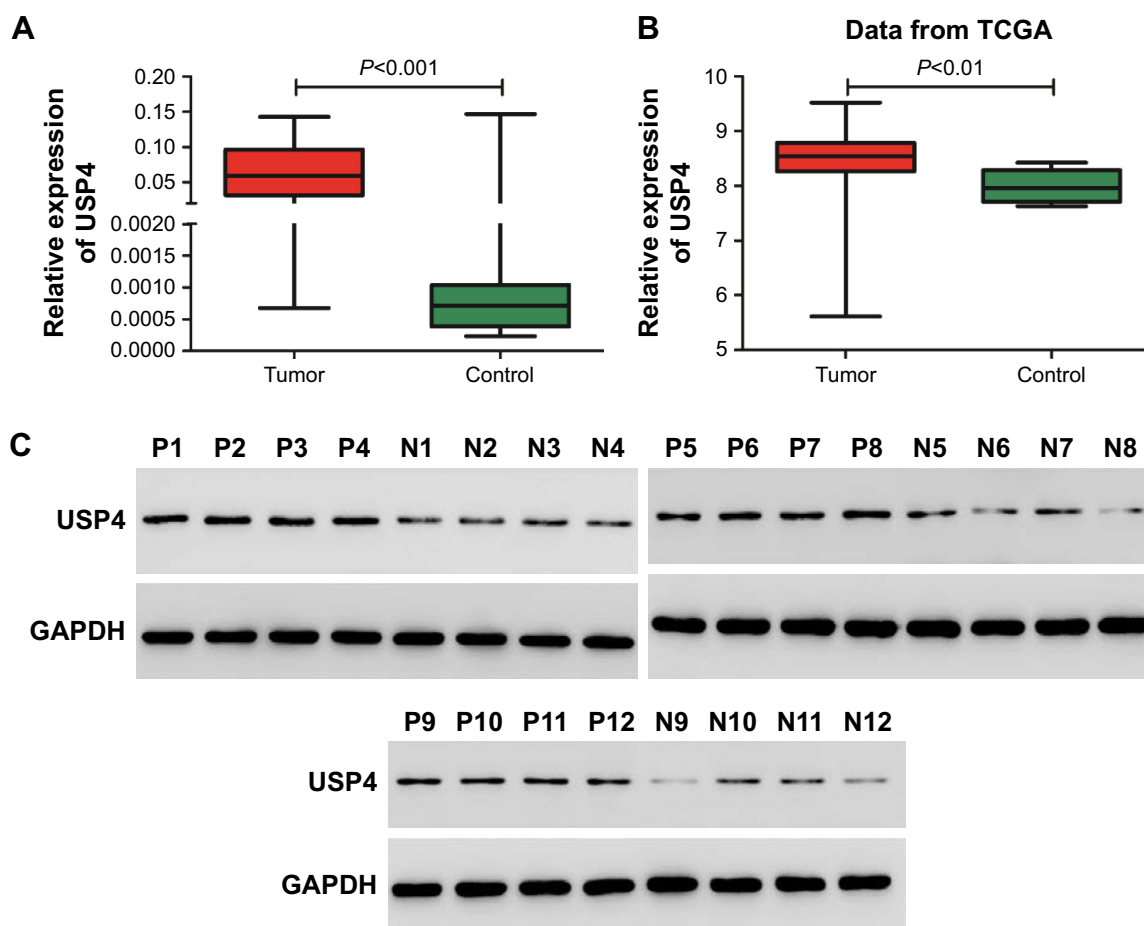 A
P<0.001
Relative expression
of USP4
0.20
0.15
0.10
0.05
0.0020
0.0015
0.0010
0.0005
0.0000
Tumor
Control
B
Data from TCGA
P<0.01
Relative expression
of USP4
10
9
8
7
6
5
Tumor
Control
C
P1 P2 P3 P4 N1 N2 N3 N4
P5 P6 P7 P8 N5 N6 N7 N8
USP4
GAPDH
P9 P10 P11 P12 N9 N10 N11 N12
USP4
GAPDH